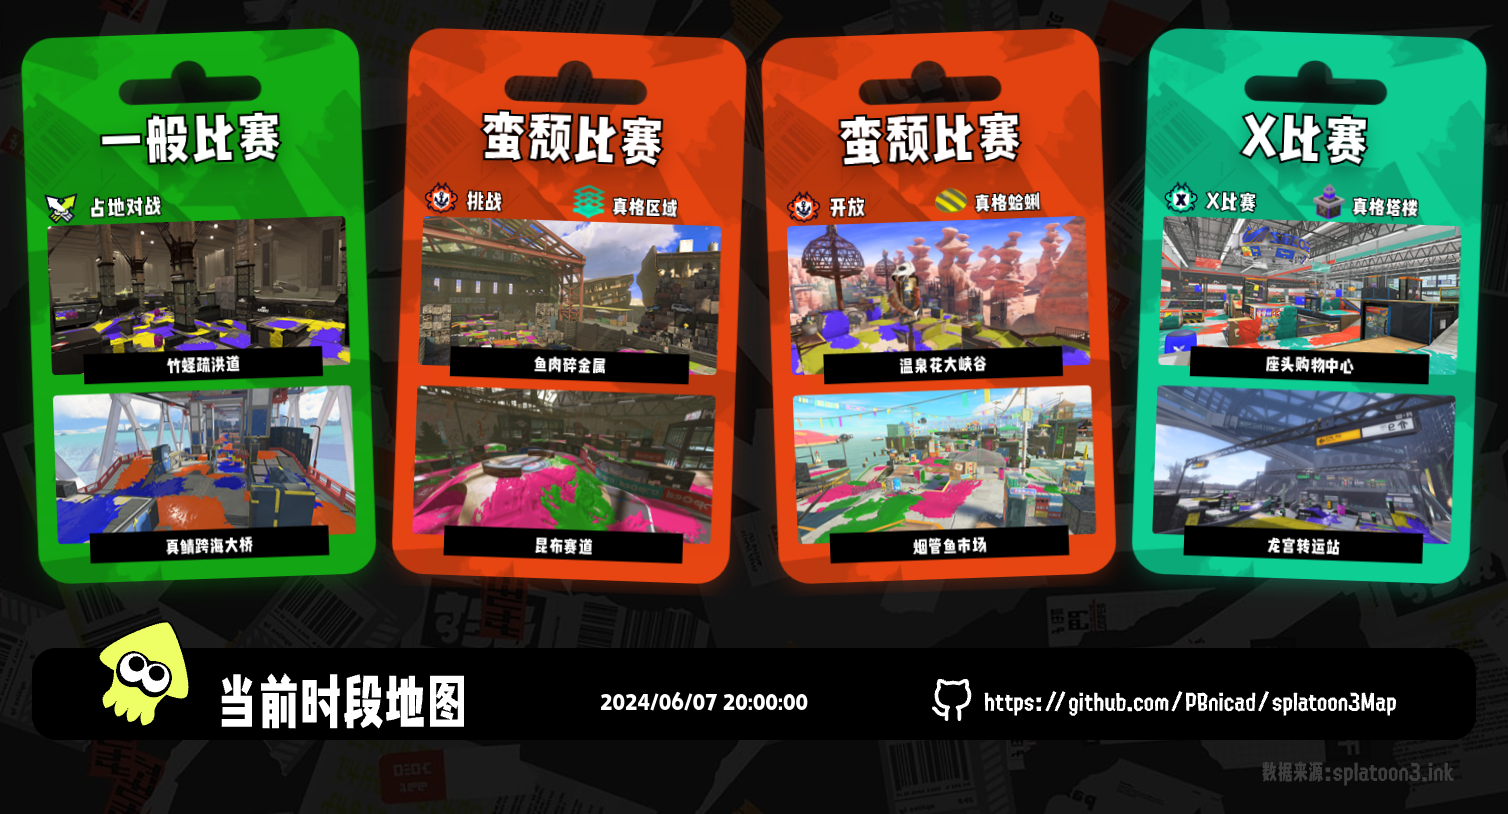 一般比赛
占地对战
竹蛏疏洪道
真鲭跨海大桥
蛮颓比赛
挑战
真格区域
鱼肉碎金属
昆布赛道
蛮颓比赛
开放
真格蛤蜊
温泉花大峡谷
烟管鱼市场
X比赛
X比赛
真格塔楼
座头购物中心
龙宫转运站
当前时段地图
2024/06/07 20:00:00
https://github.com/PBnicad/splatoon3Map
数据来源:splatoon3.ink